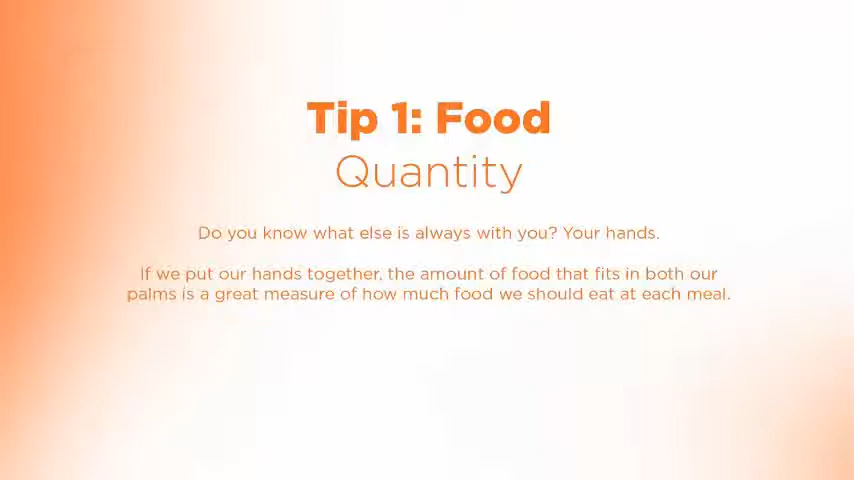 Tip 1: Food
Quantity
Do you know what else is always with you? Your hands.
If we put our hands together, the amount of food that fits in both our
palms is a great measure of how much food we should eat at each meal.